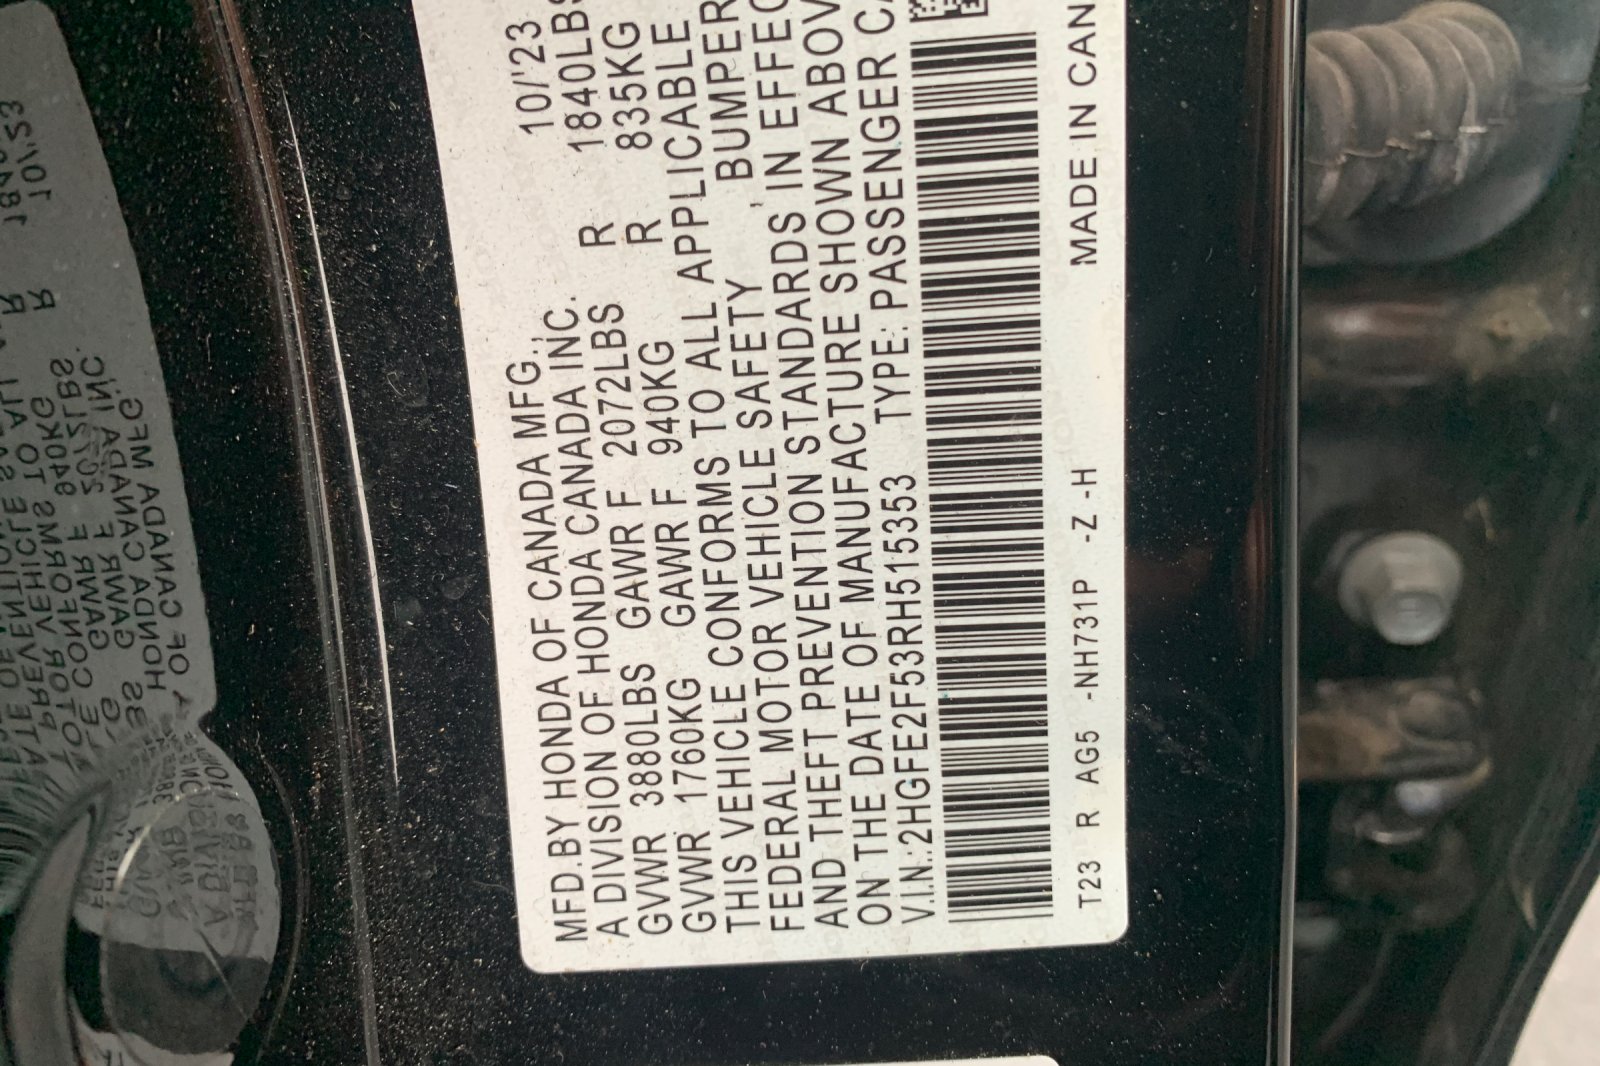 MFD.BY HONDA OF CANADA MFG., 10/'23
A DIVISION OF HONDA CANADA INC.
GVWR 3880LBS GAWR F 2072LBS R 1840LBS
GVWR 1760KG GAWR F 940KG R 835KG
THIS VEHICLE CONFORMS TO ALL APPLICABLE
FEDERAL MOTOR VEHICLE SAFETY , BUMPER
AND THEFT PREVENTION STANDARDS IN EFFEC
ON THE DATE OF MANUFACTURE SHOWN ABOV
V.I.N.:2HGFE2F53RH515353 TYPE: PASSENGER CA
T23 R AG5 -NH731P -Z -H MADE IN CAN